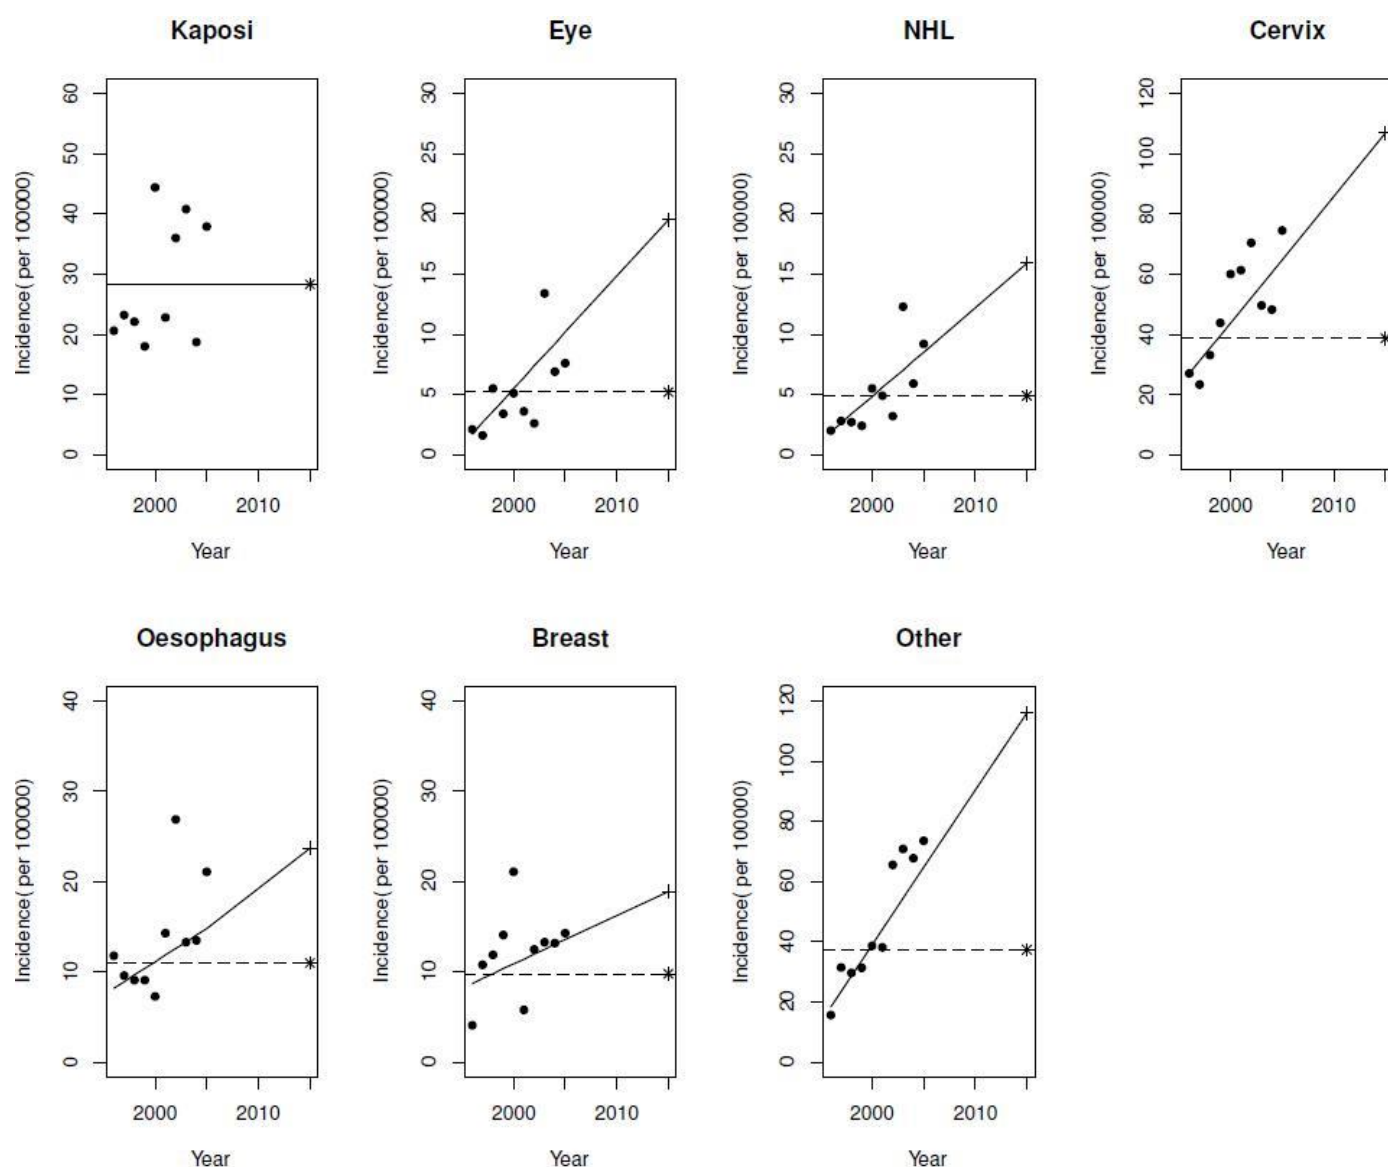 Kaposi Eye NHL Cervix
60 30 30 120
50 25 25 100
40 20 20 80
30 15 15 60
20 10 10 40
10 5 5 20
0 0 0 0
Incidence( per 100000) Incidence( per 100000) Incidence( per 100000) Incidence( per 100000)
2000 2010 2000 2010 2000 2010 2000 2010
Year Year Year Year
Oesophagus Breast Other
40 40 120
30 30 100
20 20 80
10 10 60
0 0 40
20
0
Incidence( per 100000) Incidence( per 100000) Incidence( per 100000)
2000 2010 2000 2010 2000 2010
Year Year Year